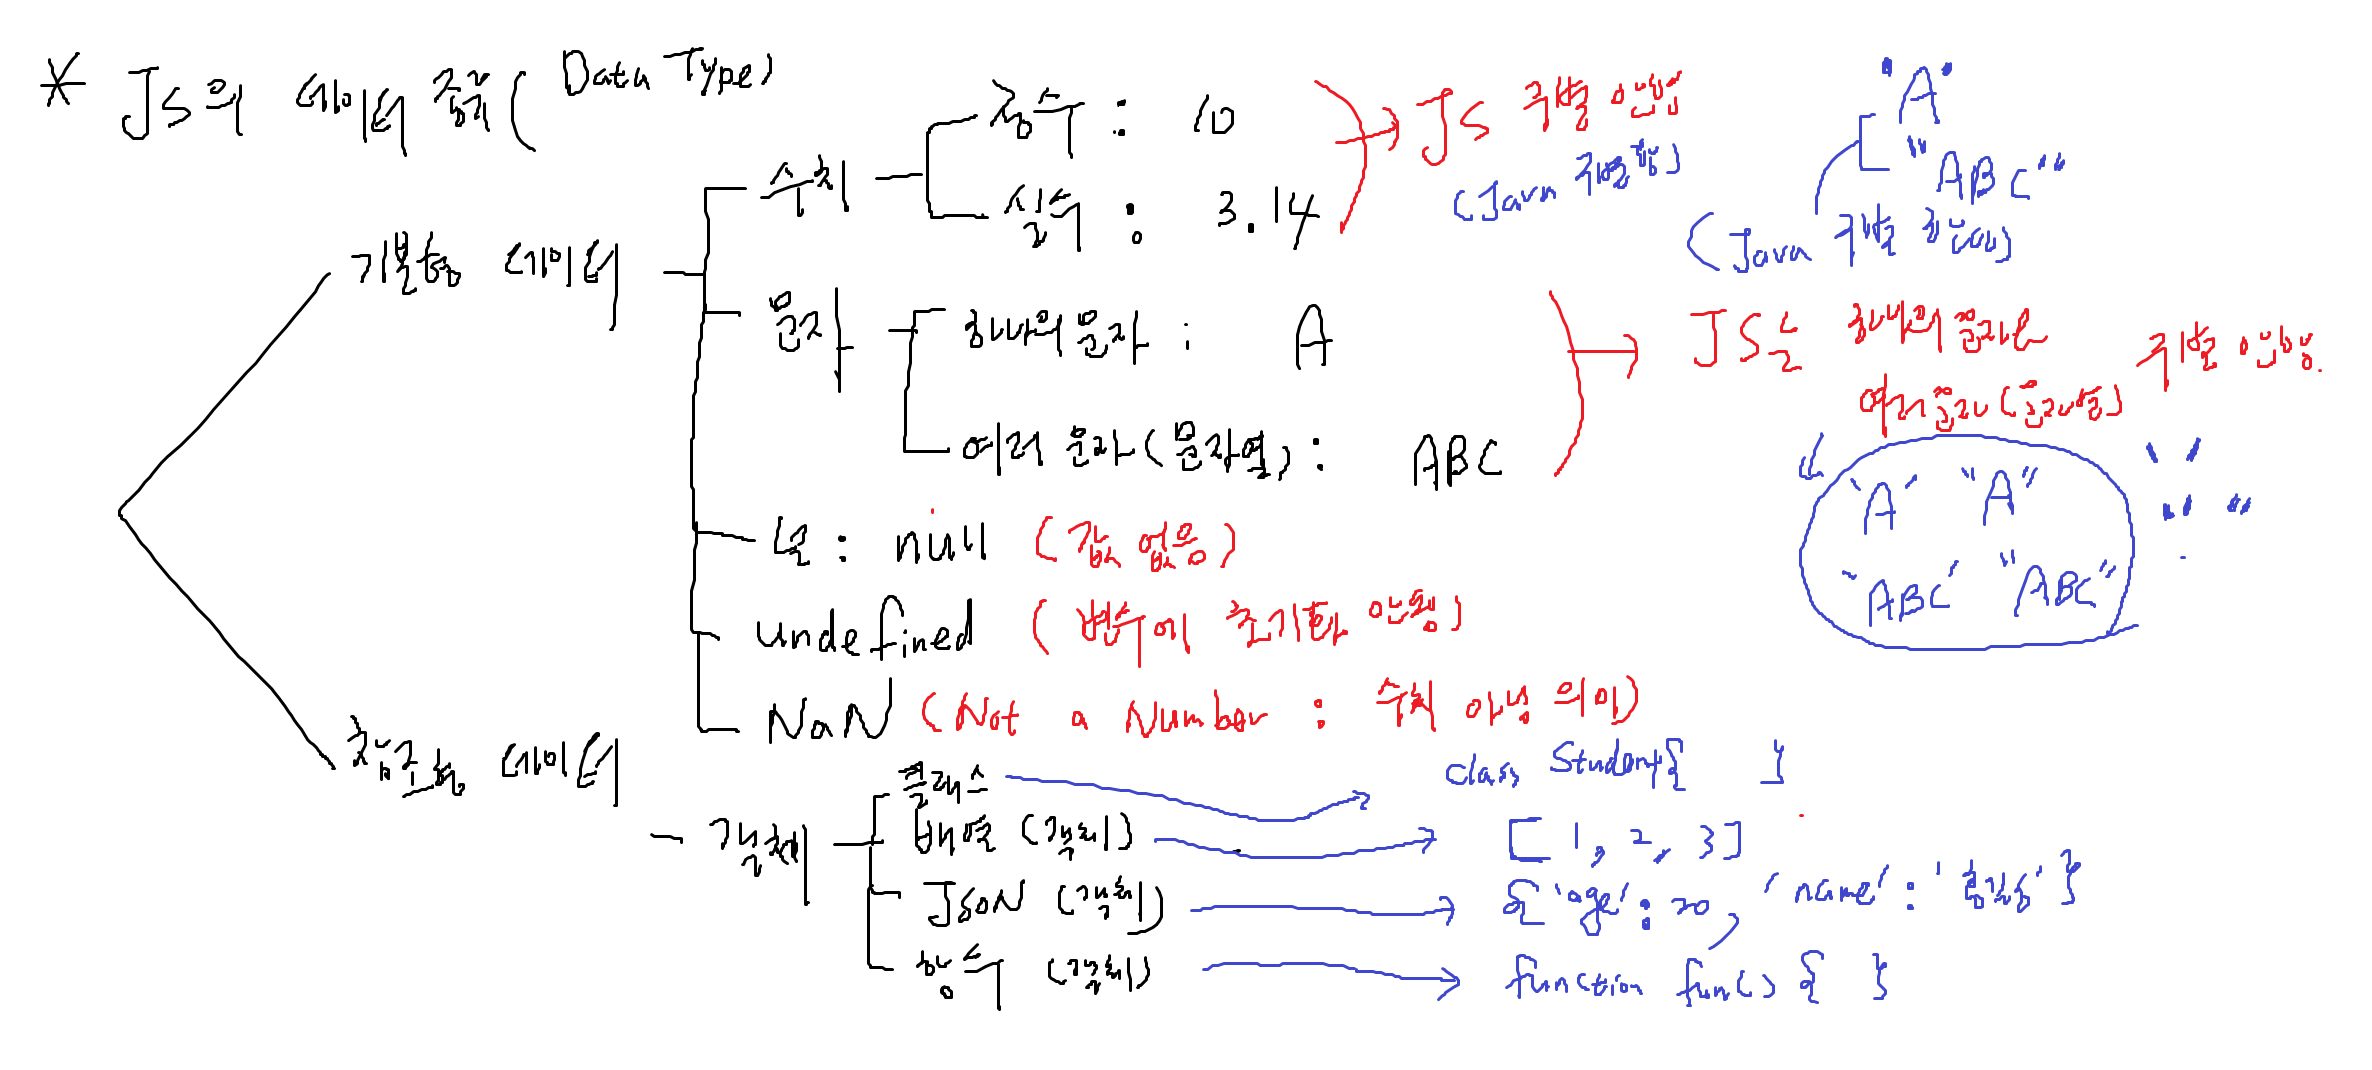 * JS의 데이터 종류 (Data Type)
기본형 데이터
수치
정수 : 10
실수 : 3.14
JS 구별 안함
(Java 구별함)
'A'
"ABC"
(Java 구별 했어)
문자
하나의 문자 : A
여러 문자(문자열) : ABC
JS는 하나의 문자나
여러문자(문자열) 구별 안함.
'A' "A"
'ABC' "ABC"
' '
" "
널 : null (값 없음)
undefined (변수에 초기화 안됨)
NaN (Not a Number : 수치 아님 의미)
참조형 데이터
객체
클래스
class Student{ }
배열 (객체)
[1, 2, 3]
JSON (객체)
{'age':20, 'name':'홍길동'}
함수 (객체)
function fun() { }